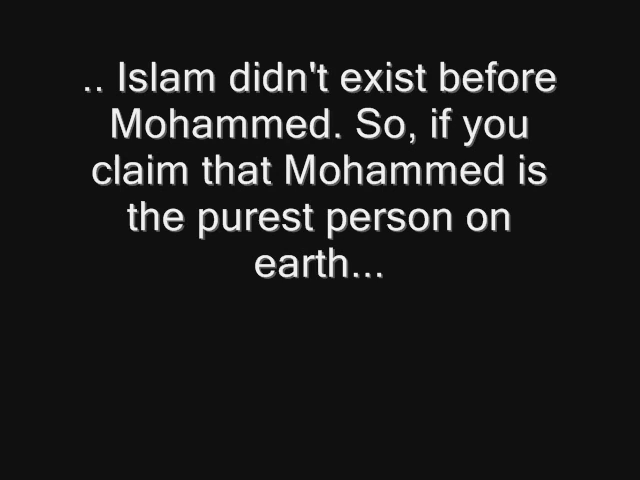 .. Islam didn't exist before
Mohammed. So, if you
claim that Mohammed is
the purest person on
earth...